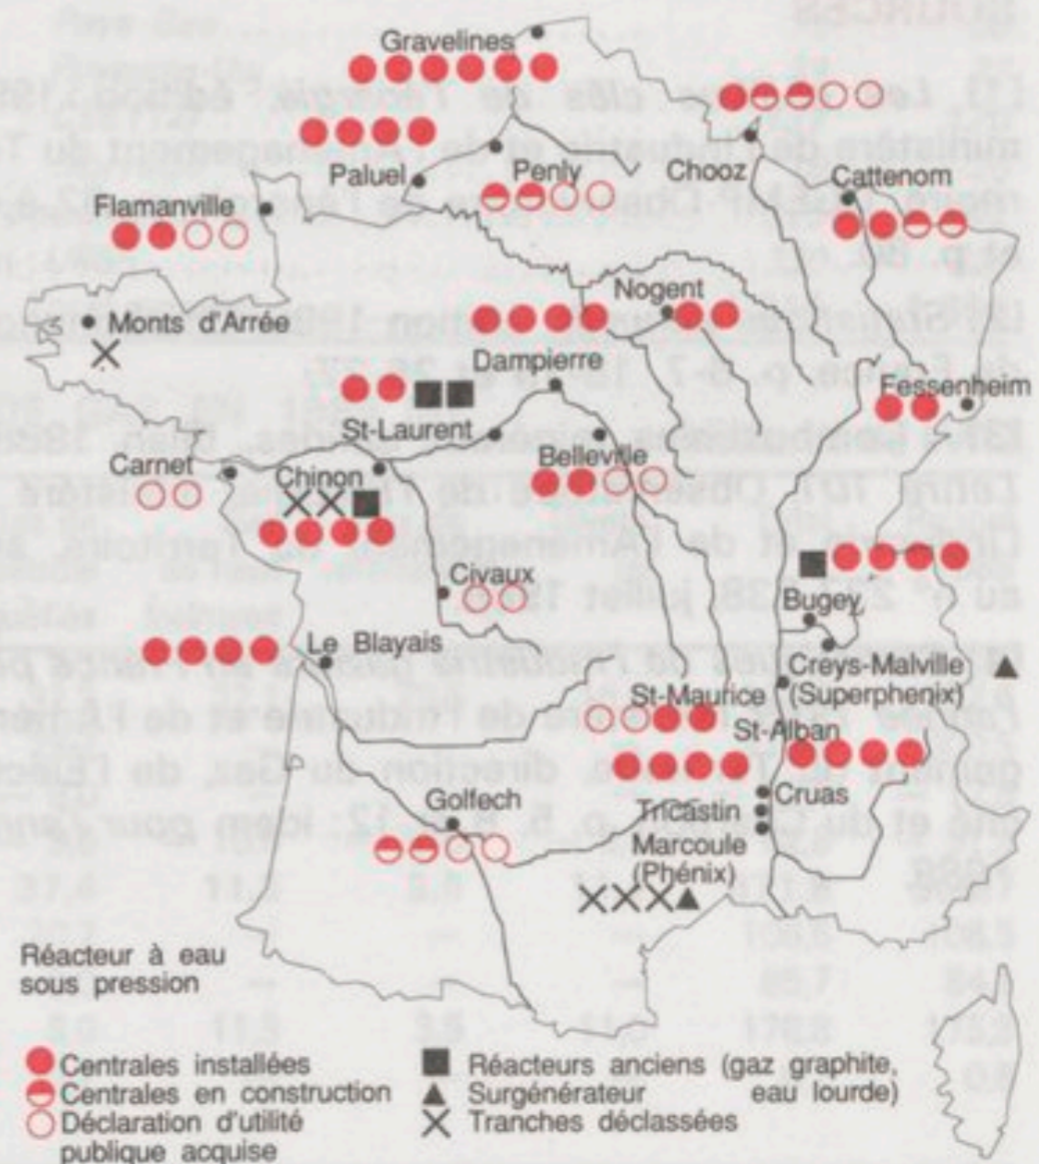 Gravelines
Paluel
Penly
Chooz
Cattenom
Flamanville
Nogent
Monts d'Arrée
Dampierre
Fessenheim
St-Laurent
Belleville
Carnet
Chinon
Civaux
Bugey
Le Blayais
Creys-Malville
(Superphenix)
St-Maurice
St-Alban
Golfech
Cruas
Tricastin
Marcoule
(Phénix)
Réacteur à eau
sous pression
Centrales installées
Centrales en construction
Déclaration d'utilité
publique acquise
Réacteurs anciens (gaz graphite,
eau lourde)
Surgénérateur
Tranches déclassées